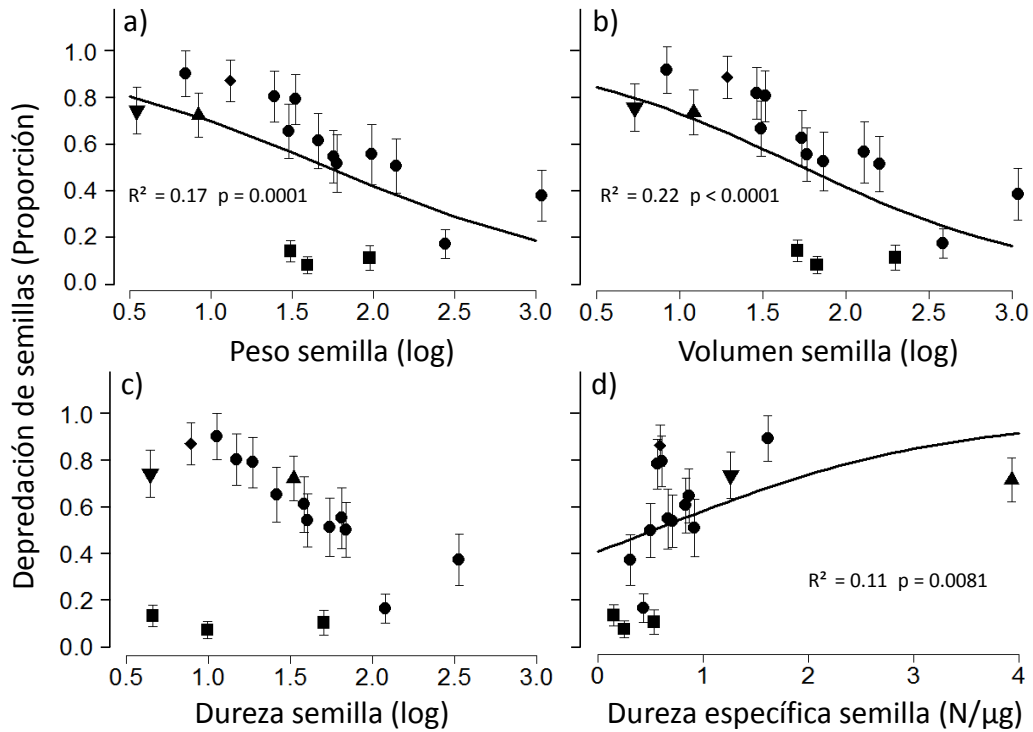 Depredación de semillas (Proporción)
a)
1.0
0.8
0.6
0.4
0.2
0.0
R² = 0.17 p = 0.0001
0.5 1.0 1.5 2.0 2.5 3.0
Peso semilla (log)
b)
R² = 0.22 p < 0.0001
0.5 1.0 1.5 2.0 2.5 3.0
Volumen semilla (log)
c)
1.0
0.8
0.6
0.4
0.2
0.0
0.5 1.0 1.5 2.0 2.5 3.0
Dureza semilla (log)
d)
R² = 0.11 p = 0.0081
0 1 2 3 4
Dureza específica semilla (N/µg)